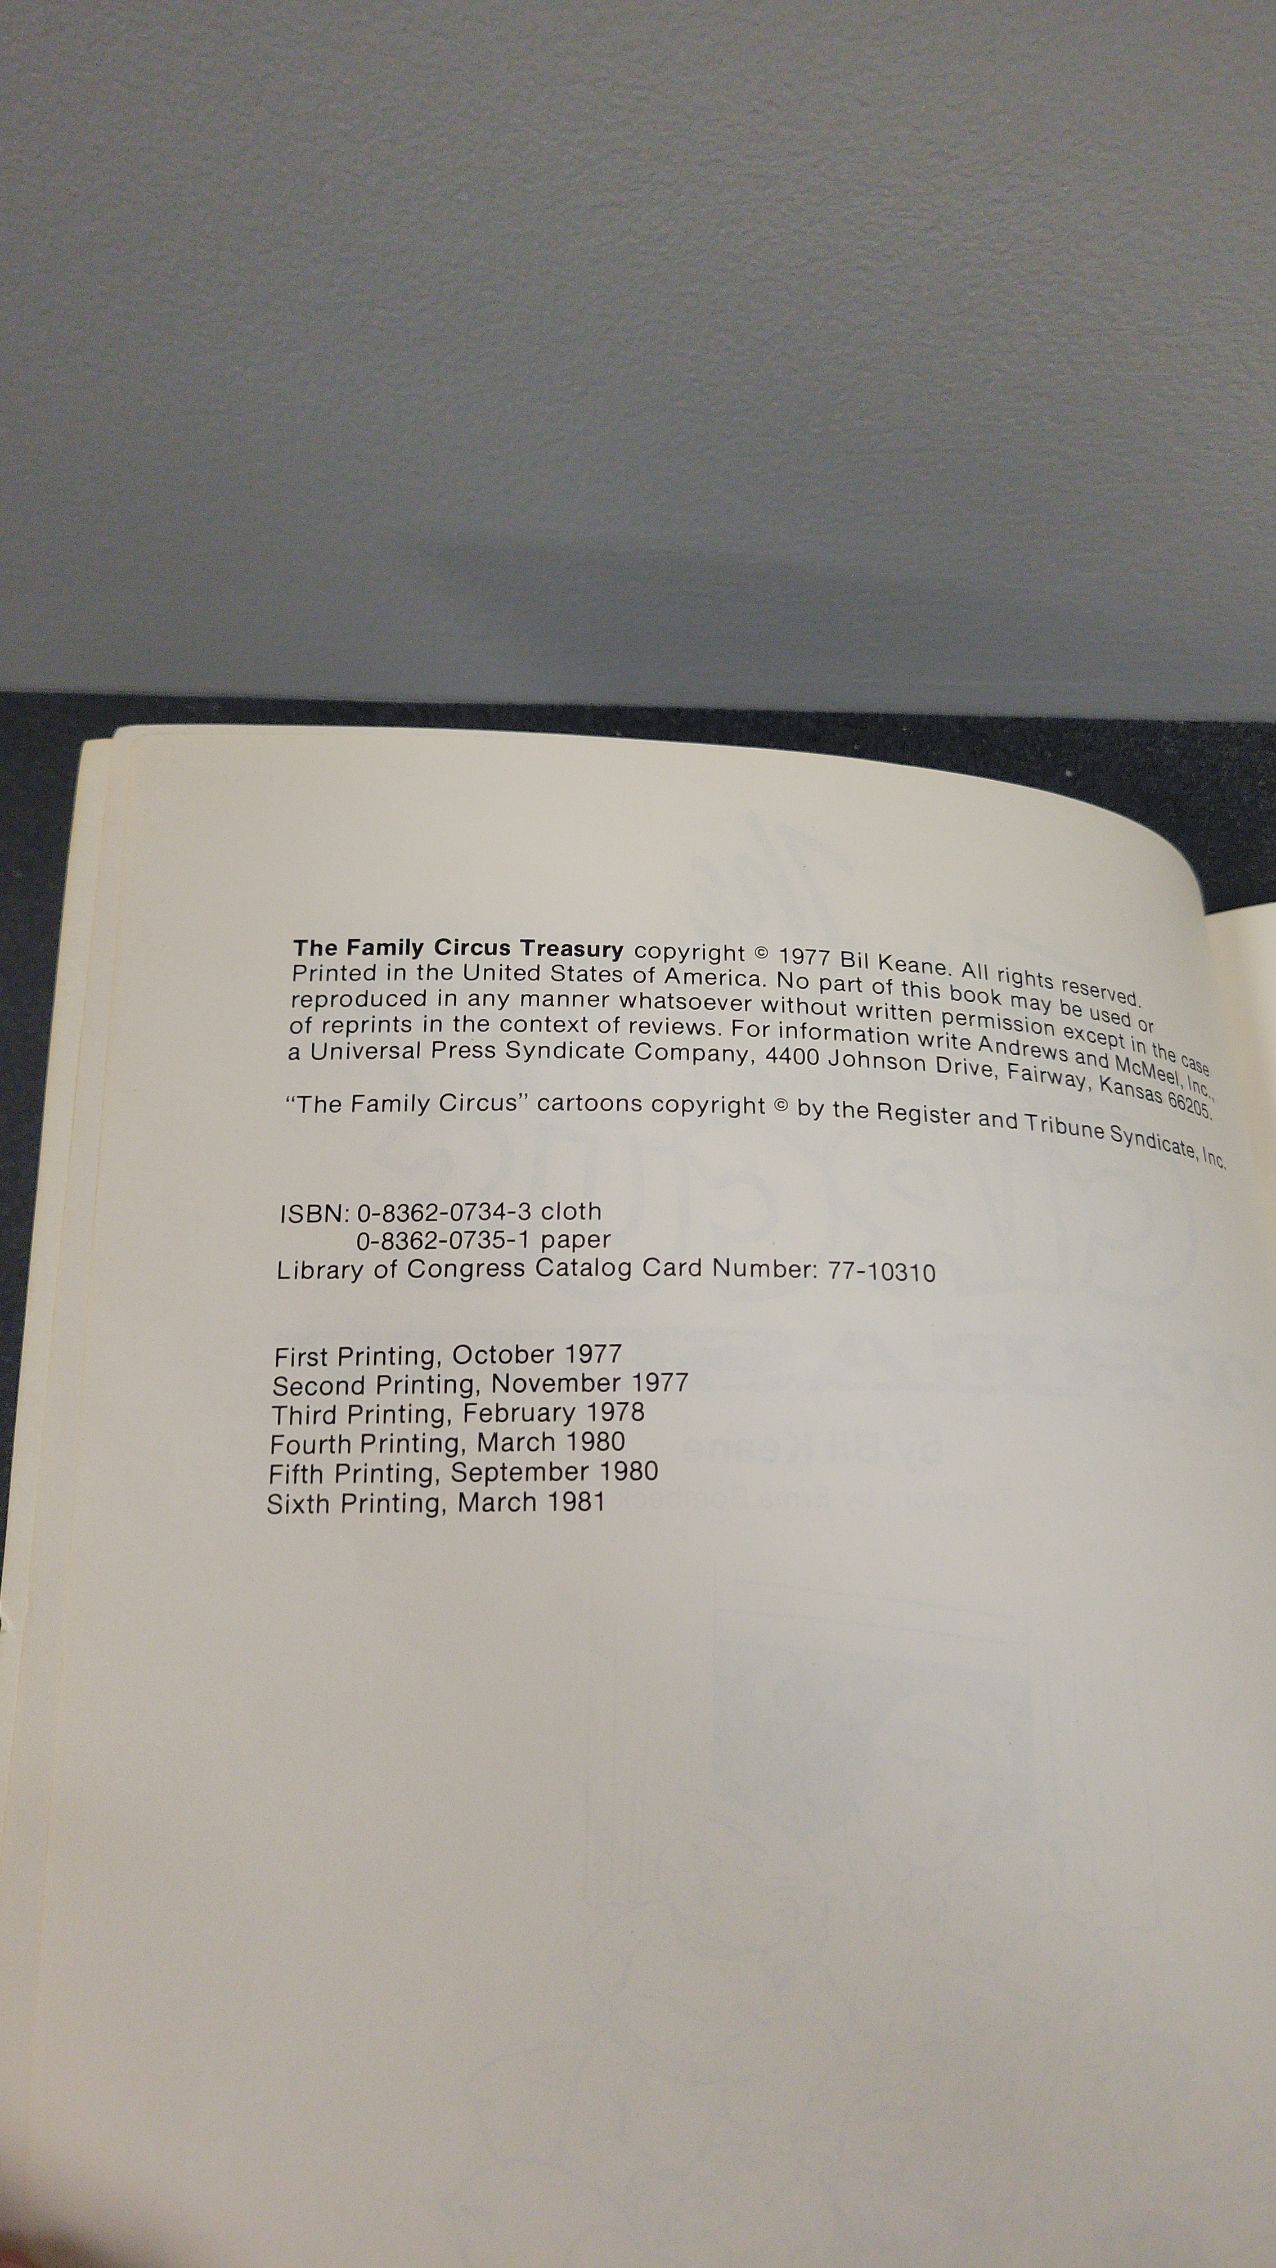 The Family Circus Treasury copyright © 1977 Bil Keane. All rights reserved.
Printed in the United States of America. No part of this book may be used or
reproduced in any manner whatsoever without written permission except in the case
of reprints in the context of reviews. For information write Andrews and McMeel, Inc.,
a Universal Press Syndicate Company, 4400 Johnson Drive, Fairway, Kansas 66205.
“The Family Circus” cartoons copyright © by the Register and Tribune Syndicate, Inc.
ISBN: 0-8362-0734-3 cloth
0-8362-0735-1 paper
Library of Congress Catalog Card Number: 77-10310
First Printing, October 1977
Second Printing, November 1977
Third Printing, February 1978
Fourth Printing, March 1980
Fifth Printing, September 1980
Sixth Printing, March 1981